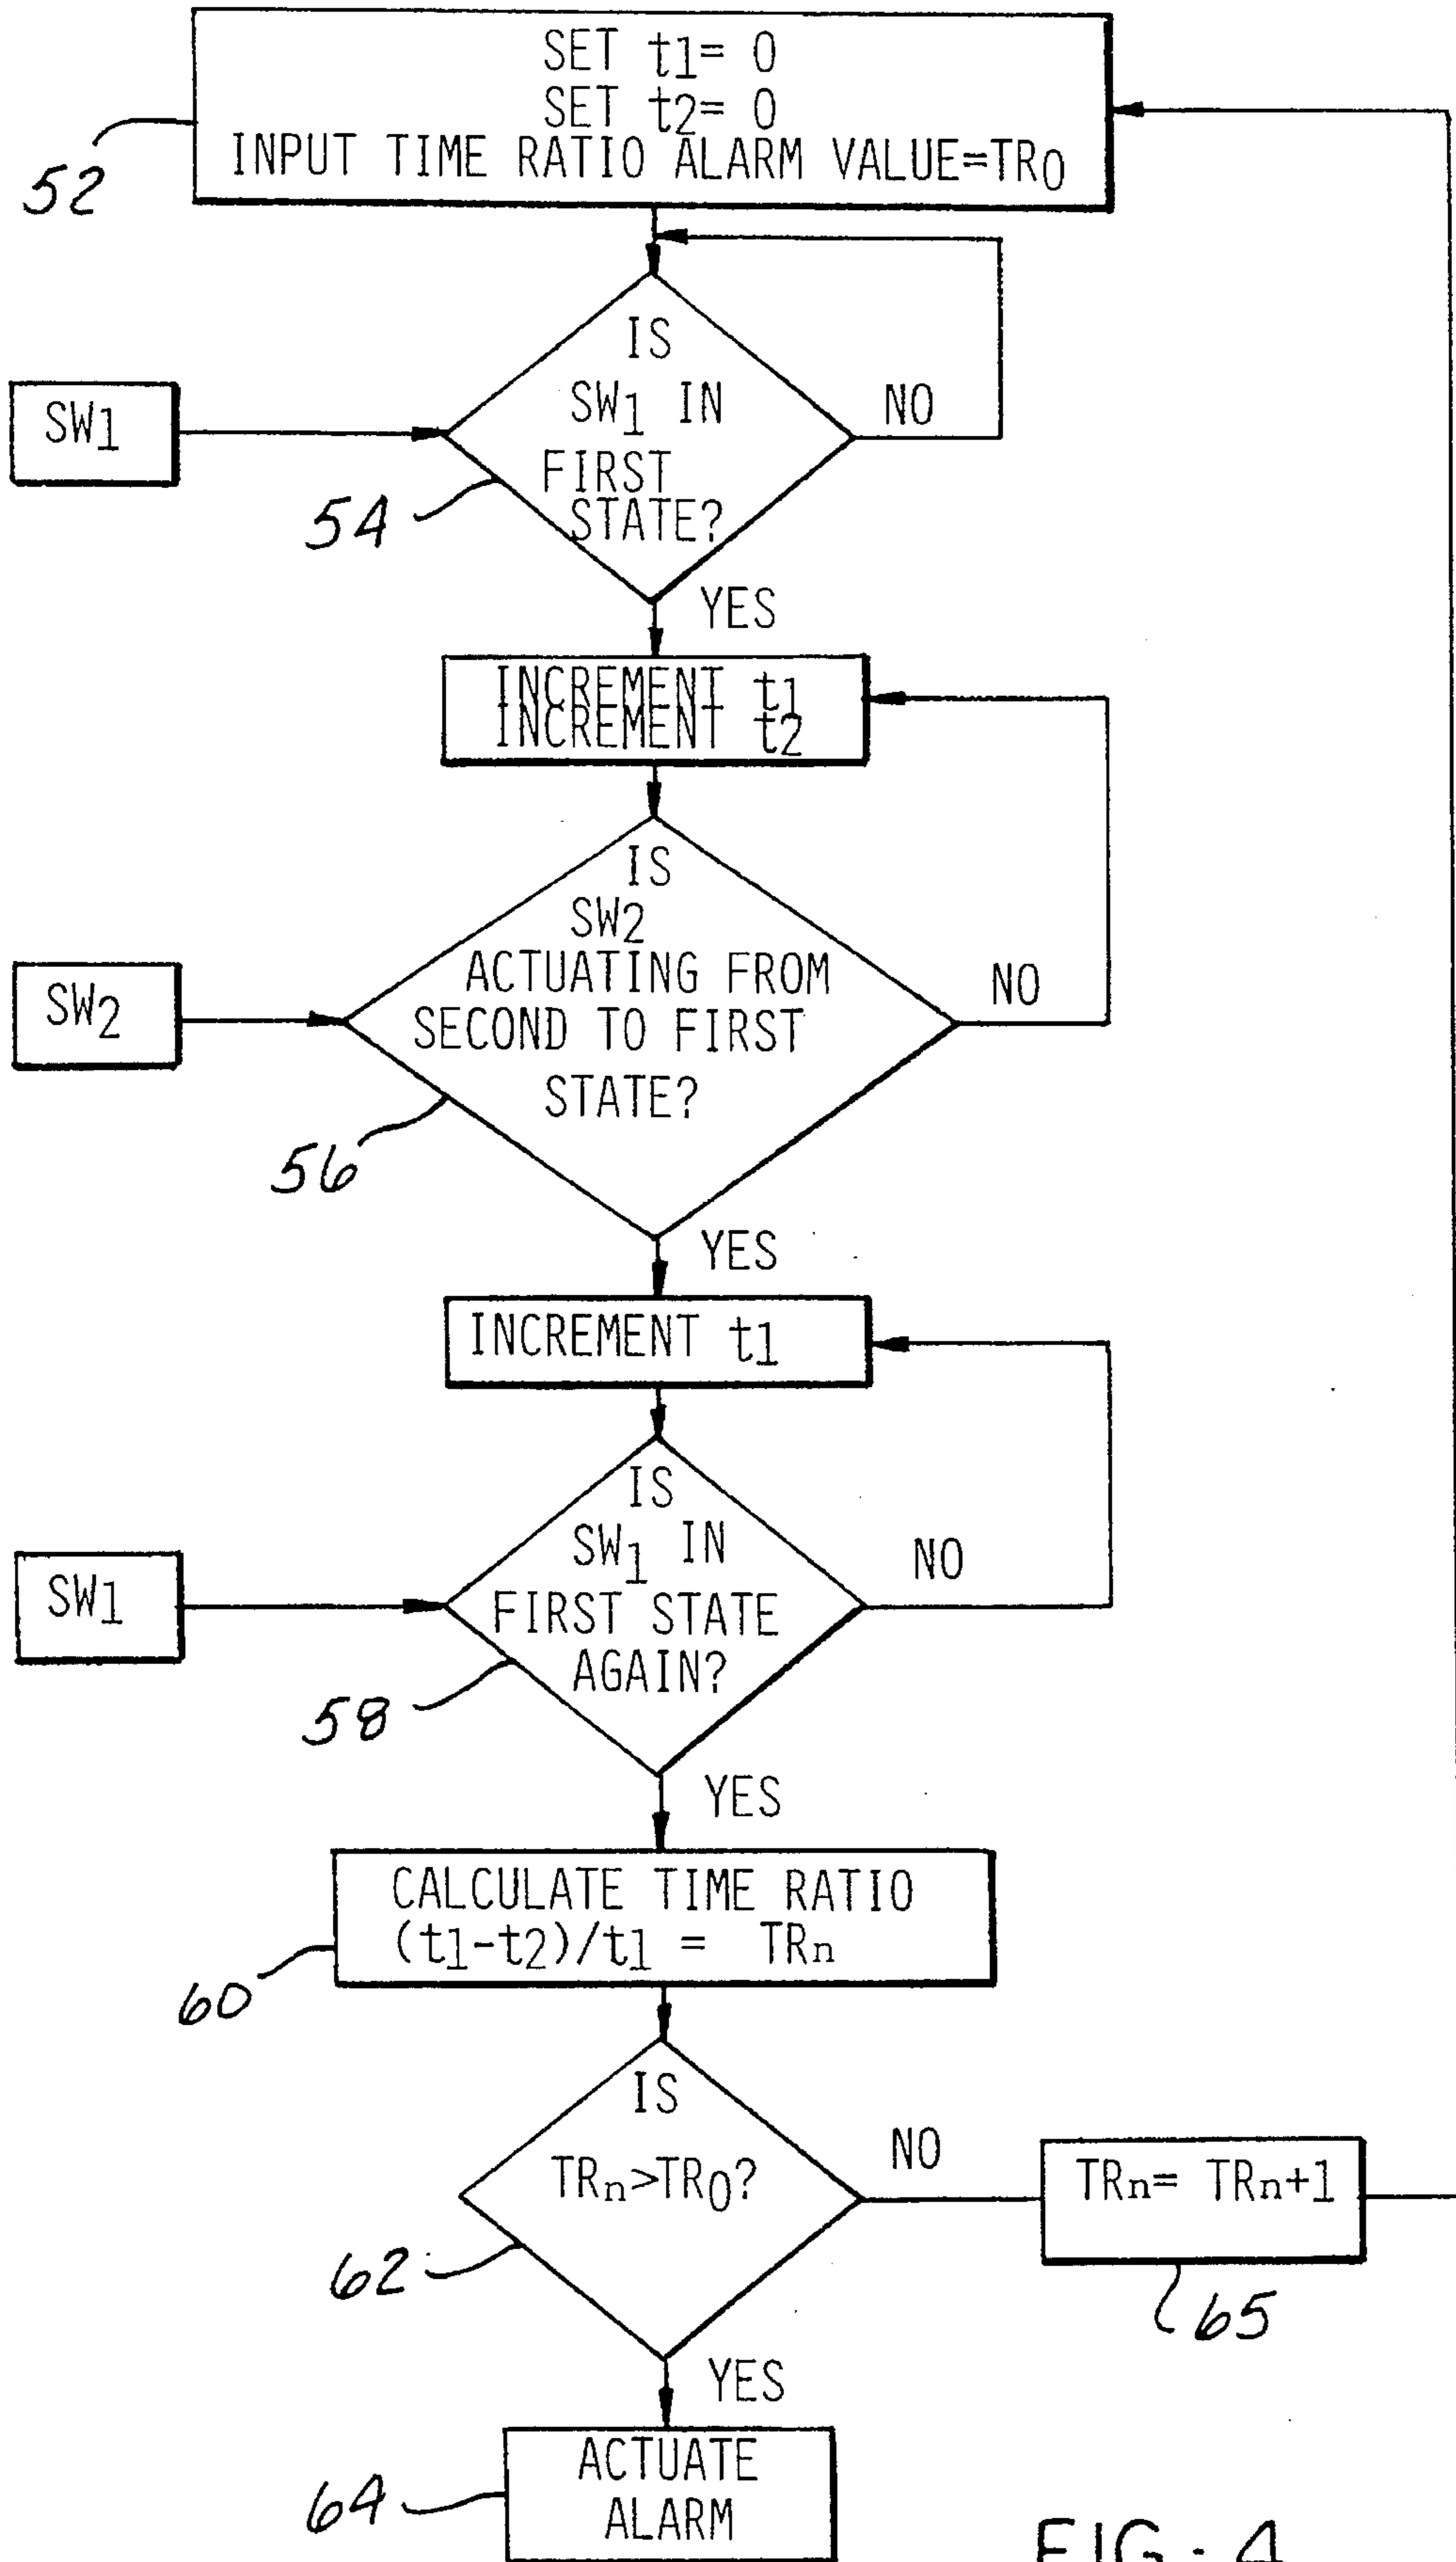 SET t1= 0
SET t2= 0
INPUT TIME RATIO ALARM VALUE=TR0
52
IS
SW1 IN
FIRST
STATE?
NO
SW1
54
YES
INCREMENT t1
INCREMENT t2
IS
SW2
ACTUATING FROM
SECOND TO FIRST
STATE?
NO
SW2
56
YES
INCREMENT t1
IS
SW1 IN
FIRST STATE
AGAIN?
NO
SW1
58
YES
CALCULATE TIME RATIO
(t1-t2)/t1 = TRn
60
IS
TRn>TR0?
NO
TRn= TRn+1
62
65
YES
ACTUATE
ALARM
64
FIG. 4